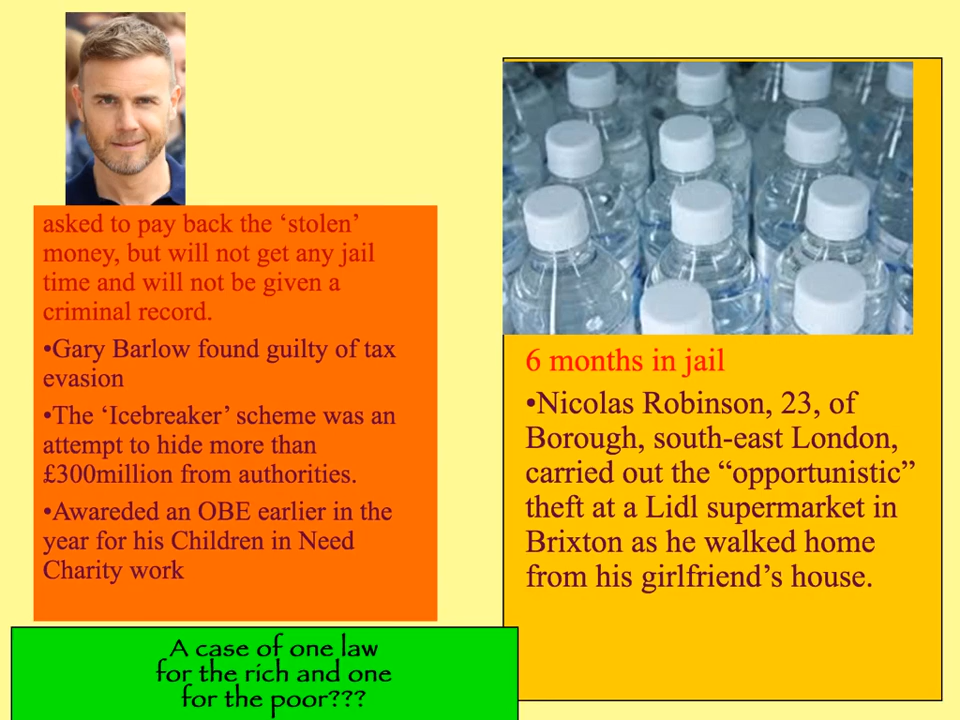 asked to pay back the ‘stolen’
money, but will not get any jail
time and will not be given a
criminal record.
•Gary Barlow found guilty of tax
evasion
•The ‘Icebreaker’ scheme was an
attempt to hide more than
£300million from authorities.
•Awareded an OBE earlier in the
year for his Children in Need
Charity work
6 months in jail
•Nicolas Robinson, 23, of
Borough, south-east London,
carried out the “opportunistic”
theft at a Lidl supermarket in
Brixton as he walked home
from his girlfriend’s house.
A case of one law
for the rich and one
for the poor???